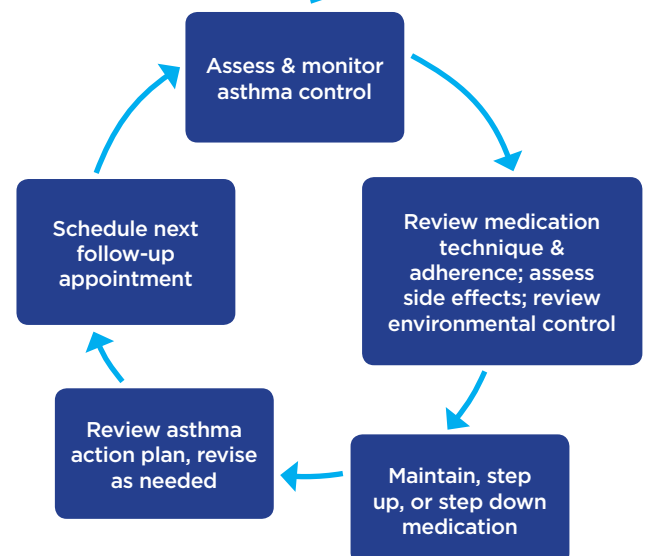 Assess & monitor
asthma control
Review medication
technique &
adherence; assess
side effects; review
environmental control
Maintain, step
up, or step down
medication
Review asthma
action plan, revise
as needed
Schedule next
follow-up
appointment